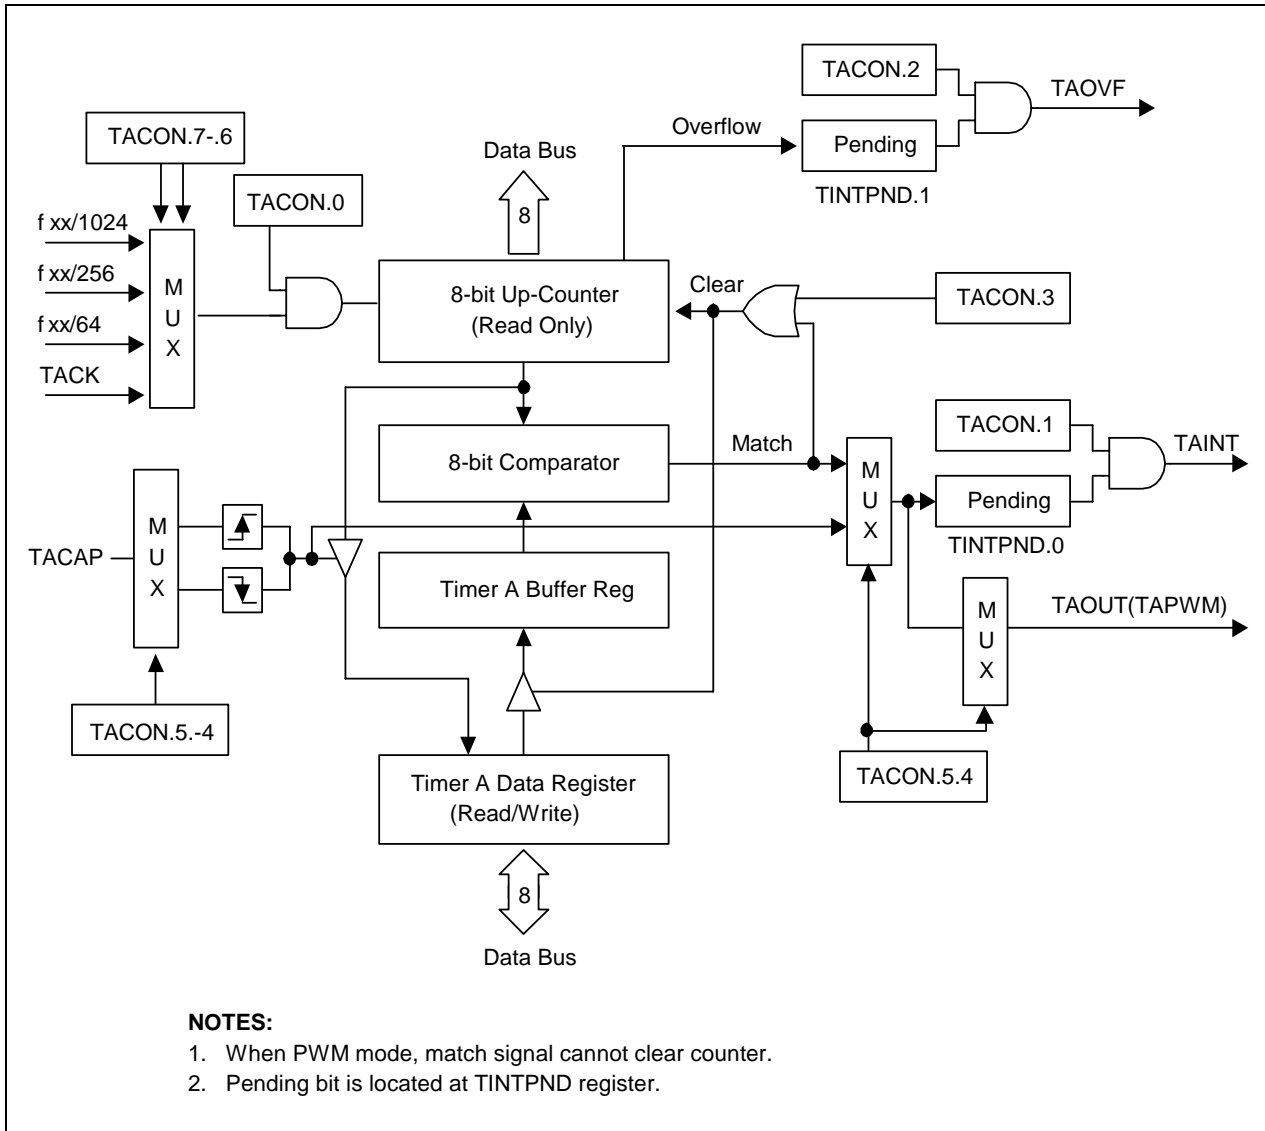 TACON.2
TAOVF
TACON.7-.6
Overflow
Pending
Data Bus
TINTPND.1
TACON.0
8
f xx/1024
f xx/256
f xx/64
TACK
M
U
X
8-bit Up-Counter
(Read Only)
Clear
TACON.3
TACON.1
TAINT
8-bit Comparator
Match
M
U
X
Pending
TINTPND.0
TACAP
M
U
X
Timer A Buffer Reg
M
U
X
TAOUT(TAPWM)
TACON.5.-4
TACON.5.4
Timer A Data Register
(Read/Write)
8
Data Bus
NOTES:
1. When PWM mode, match signal cannot clear counter.
2. Pending bit is located at TINTPND register.